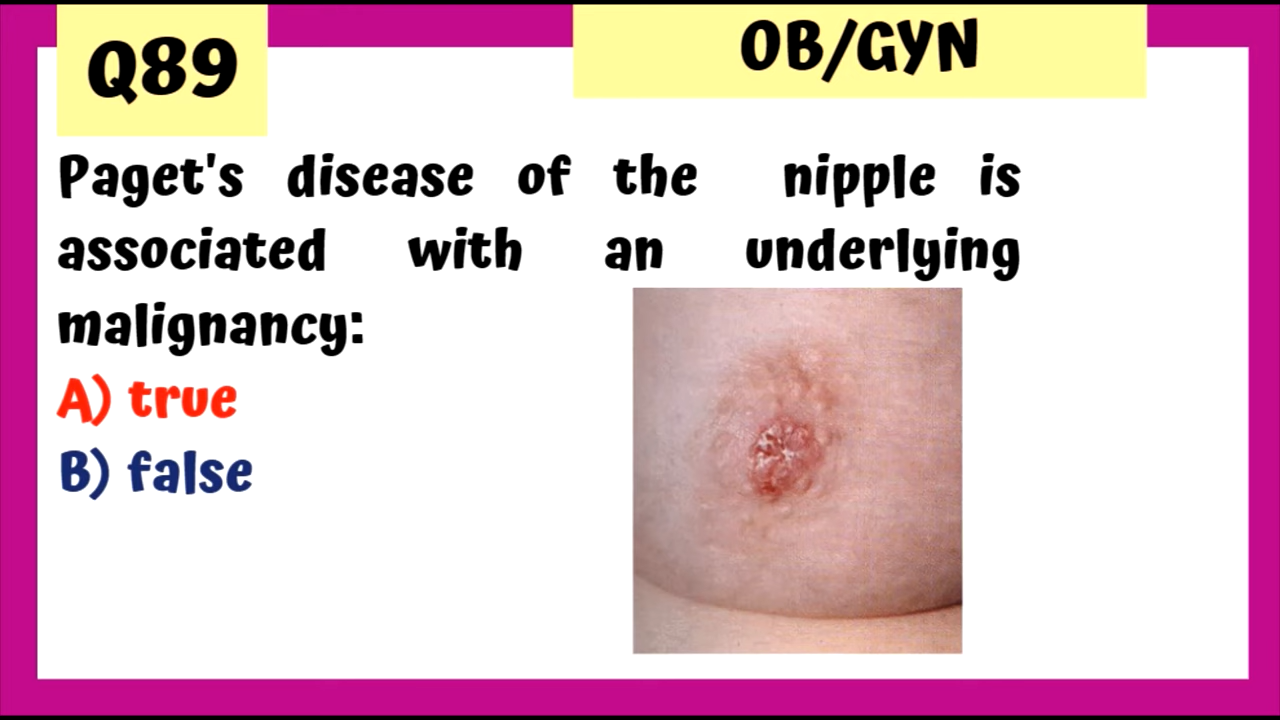 Q89
OB/GYN
Paget's disease of the nipple is
associated with an underlying
malignancy:
A) true
B) false